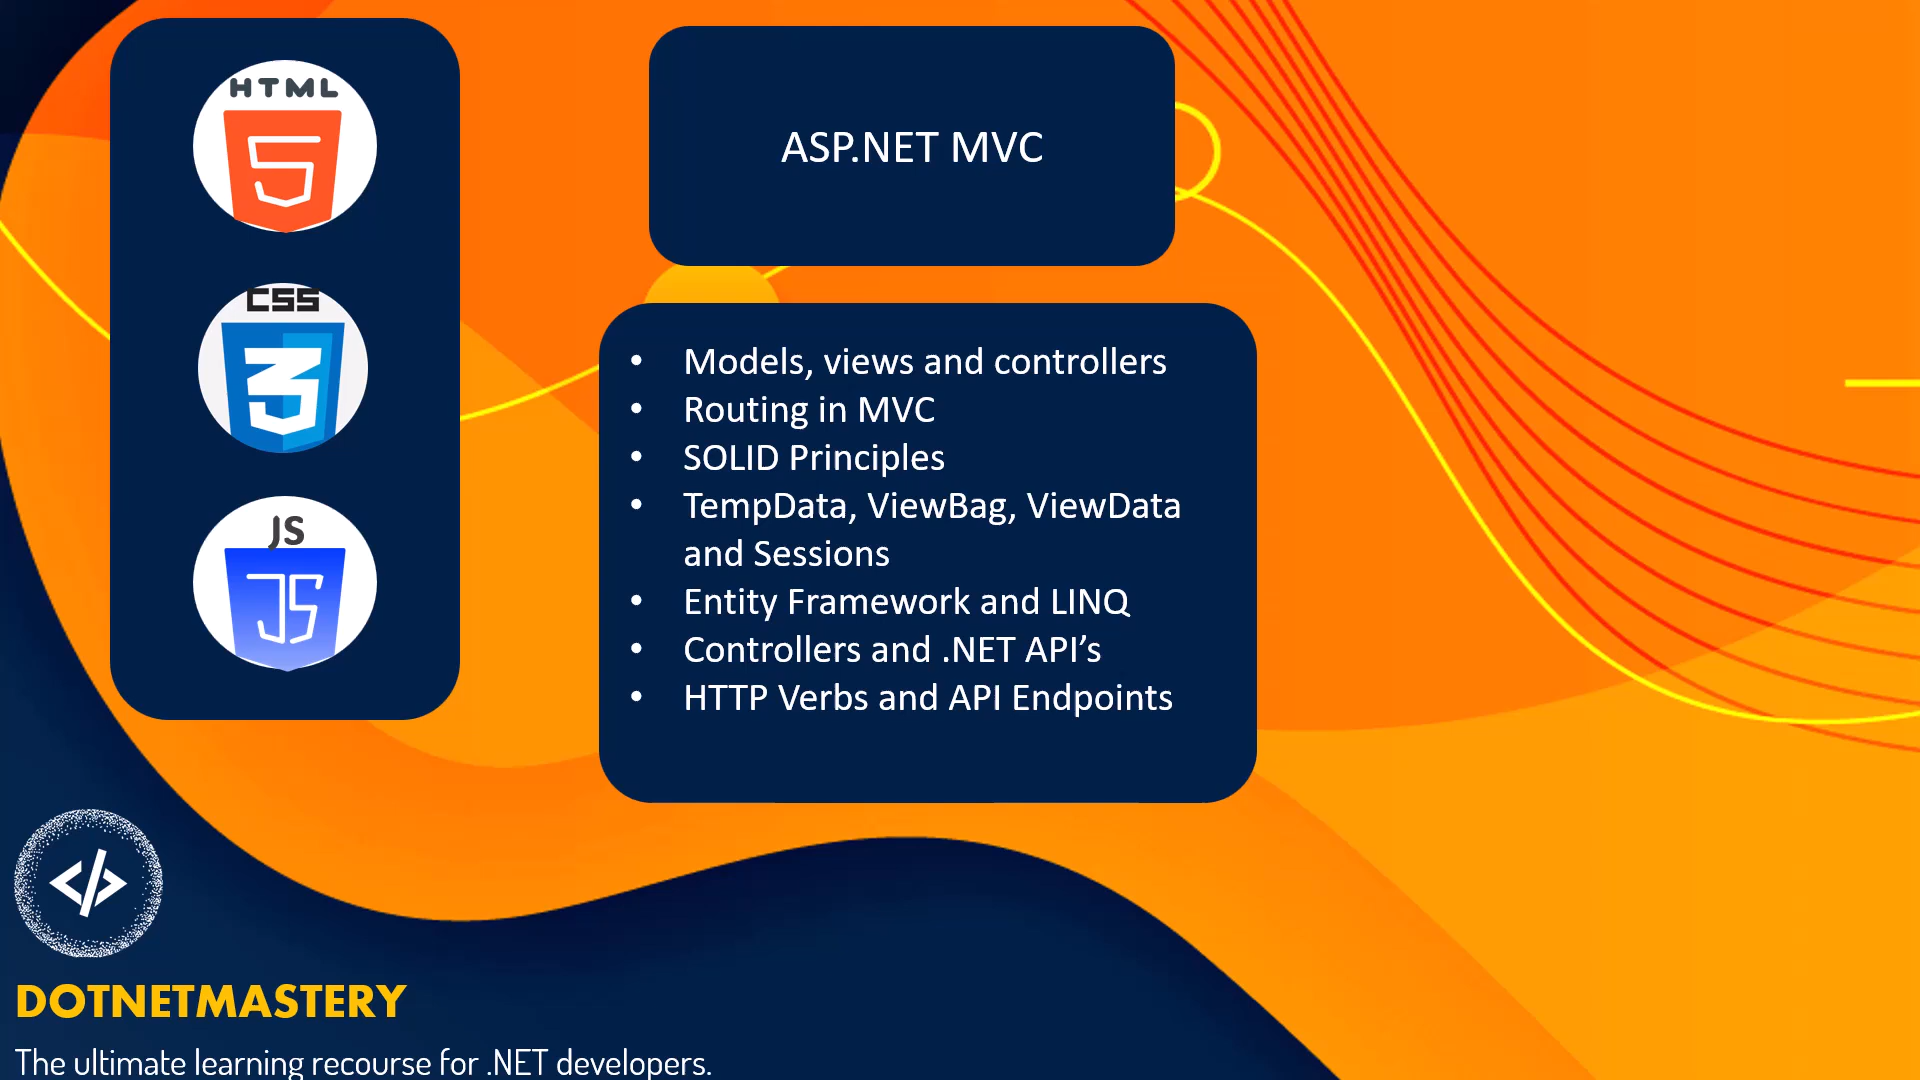 HTML
5
CSS
3
JS
JS
ASP.NET MVC
• Models, views and controllers
• Routing in MVC
• SOLID Principles
• TempData, ViewBag, ViewData
and Sessions
• Entity Framework and LINQ
• Controllers and .NET API’s
• HTTP Verbs and API Endpoints
</>
DOTNETMASTERY
The ultimate learning recourse for .NET developers.